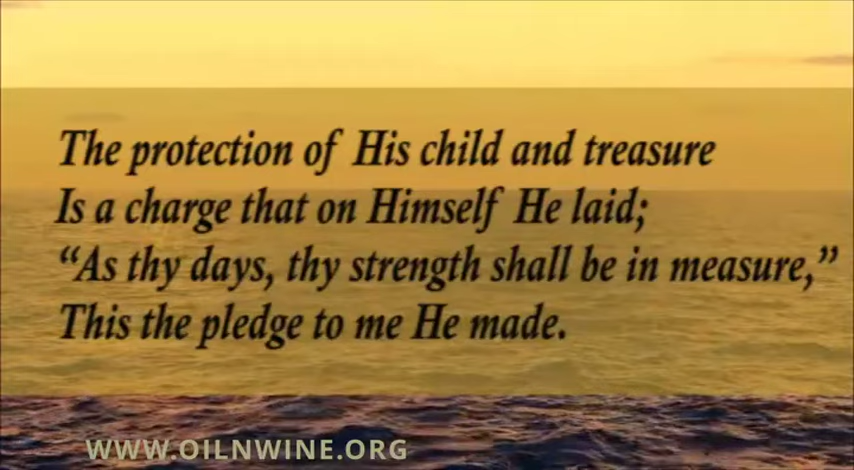 The protection of His child and treasure
Is a charge that on Himself He laid;
“As thy days, thy strength shall be in measure,”
This the pledge to me He made.
WWW.OILNWINE.ORG